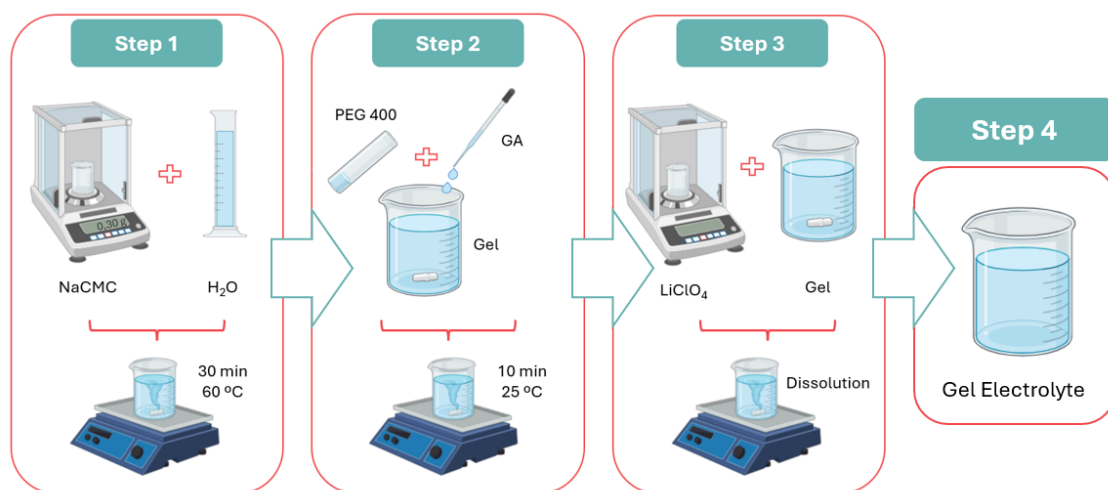 Step 1
NaCMC
0.30g
H₂O
30 min
60 ºC
Step 2
PEG 400
GA
Gel
10 min
25 ºC
Step 3
LiClO₄
Gel
Dissolution
Step 4
Gel Electrolyte